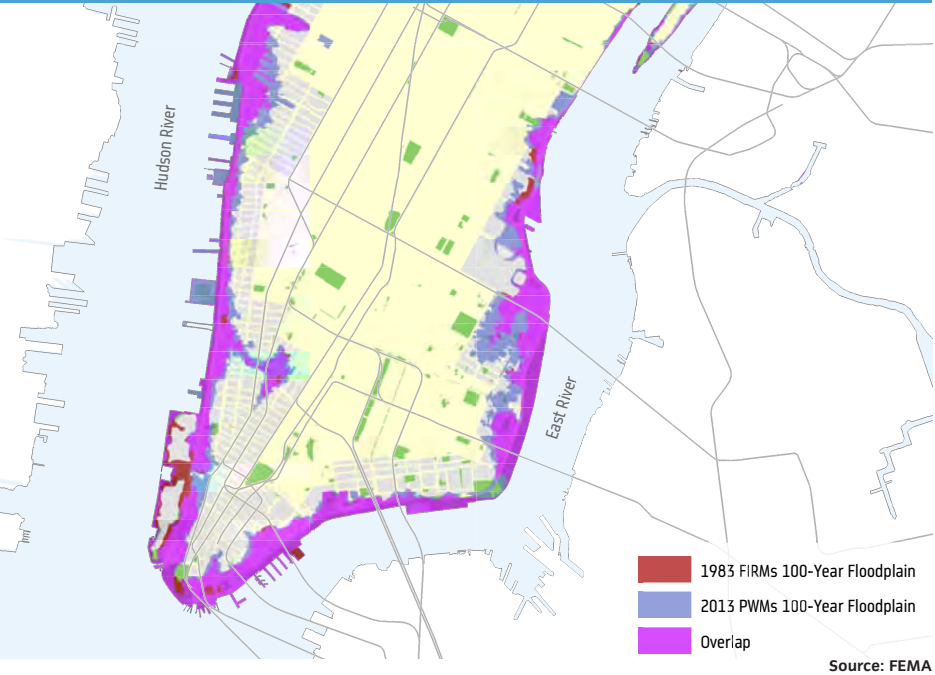 Hudson River
East River
1983 FIRMs 100-Year Floodplain
2013 PWMs 100-Year Floodplain
Overlap
Source: FEMA